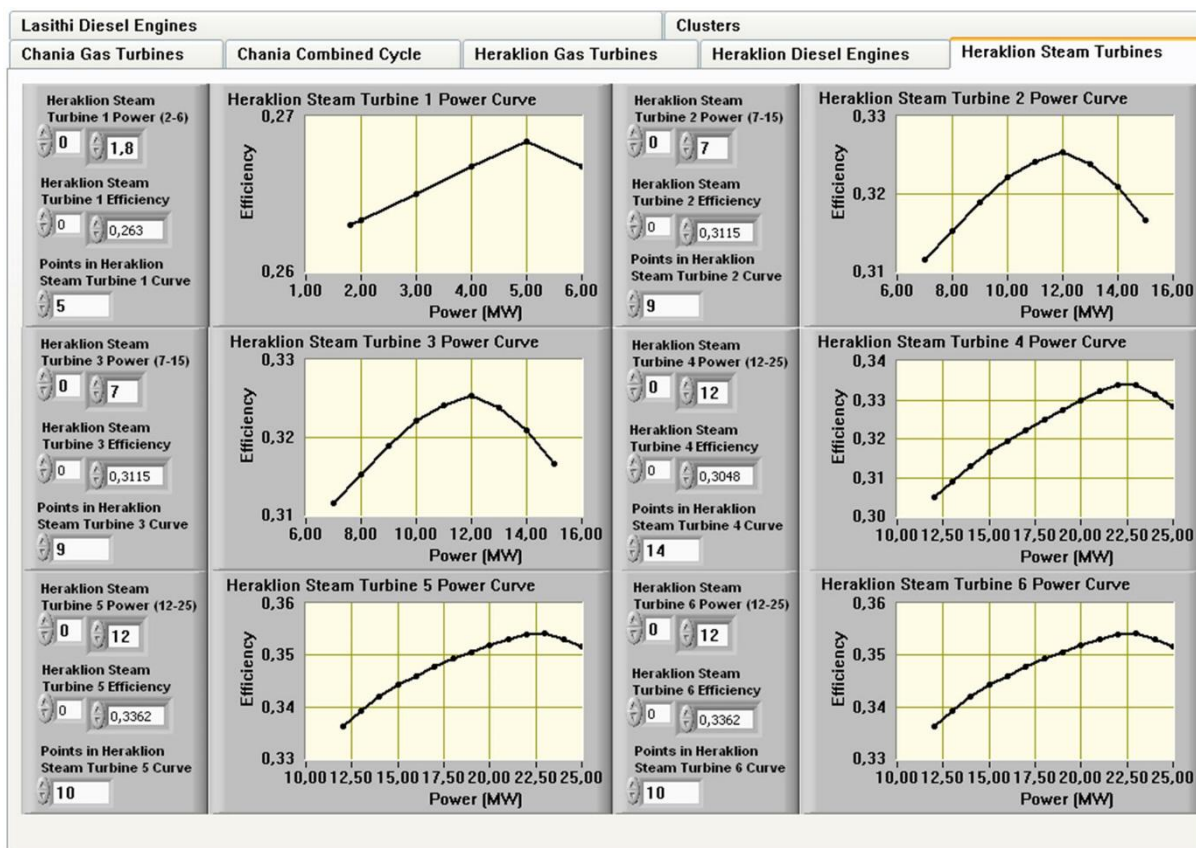 Lasithi Diesel Engines
Clusters
Chania Gas Turbines
Chania Combined Cycle
Heraklion Gas Turbines
Heraklion Diesel Engines
Heraklion Steam Turbines
Heraklion Steam
Turbine 1 Power (2-6)
0
1,8
Heraklion Steam
Turbine 1 Efficiency
0
0,263
Points in Heraklion
Steam Turbine 1 Curve
5
Heraklion Steam Turbine 1 Power Curve
Efficiency
0,27
0,26
1,00 2,00 3,00 4,00 5,00 6,00
Power (MW)
Heraklion Steam
Turbine 2 Power (7-15)
0
7
Heraklion Steam
Turbine 2 Efficiency
0
0,3115
Points in Heraklion
Steam Turbine 2 Curve
9
Heraklion Steam Turbine 2 Power Curve
Efficiency
0,33
0,32
0,31
6,00 8,00 10,00 12,00 14,00 16,00
Power (MW)
Heraklion Steam
Turbine 3 Power (7-15)
0
7
Heraklion Steam
Turbine 3 Efficiency
0
0,3115
Points in Heraklion
Steam Turbine 3 Curve
9
Heraklion Steam Turbine 3 Power Curve
Efficiency
0,33
0,32
0,31
6,00 8,00 10,00 12,00 14,00 16,00
Power (MW)
Heraklion Steam
Turbine 4 Power (12-25)
0
12
Heraklion Steam
Turbine 4 Efficiency
0
0,3048
Points in Heraklion
Steam Turbine 4 Curve
14
Heraklion Steam Turbine 4 Power Curve
Efficiency
0,34
0,33
0,32
0,31
0,30
10,00 12,50 15,00 17,50 20,00 22,50 25,00
Power (MW)
Heraklion Steam
Turbine 5 Power (12-25)
0
12
Heraklion Steam
Turbine 5 Efficiency
0
0,3362
Points in Heraklion
Steam Turbine 5 Curve
10
Heraklion Steam Turbine 5 Power Curve
Efficiency
0,36
0,35
0,34
0,33
10,00 12,50 15,00 17,50 20,00 22,50 25,00
Power (MW)
Heraklion Steam
Turbine 6 Power (12-25)
0
12
Heraklion Steam
Turbine 6 Efficiency
0
0,3362
Points in Heraklion
Steam Turbine 6 Curve
10
Heraklion Steam Turbine 6 Power Curve
Efficiency
0,36
0,35
0,34
0,33
10,00 12,50 15,00 17,50 20,00 22,50 25,00
Power (MW)